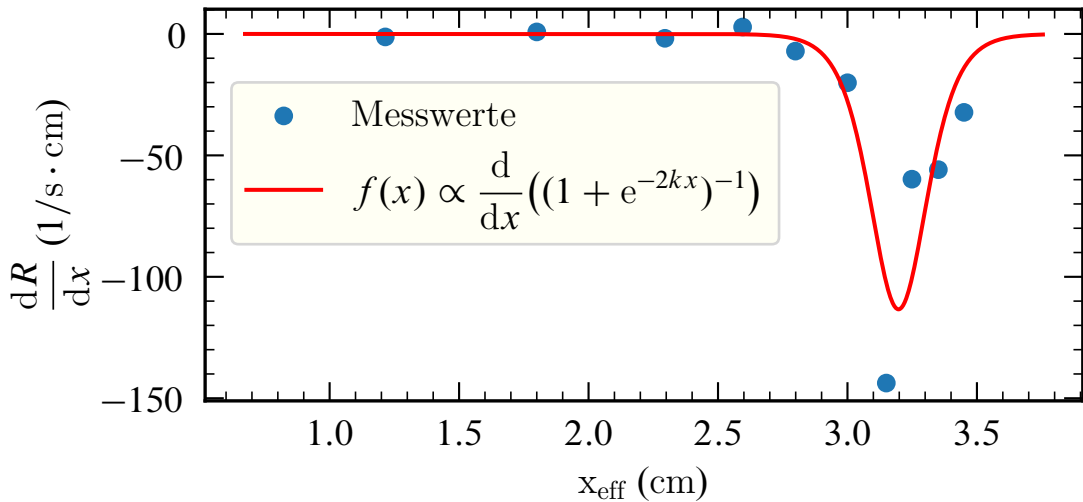 0
−50
−100
−150
dR/dx (1/s · cm)
Messwerte
f(x) ∝ d/dx((1 + e^{−2kx})^{−1})
1.0 1.5 2.0 2.5 3.0 3.5
x_eff (cm)